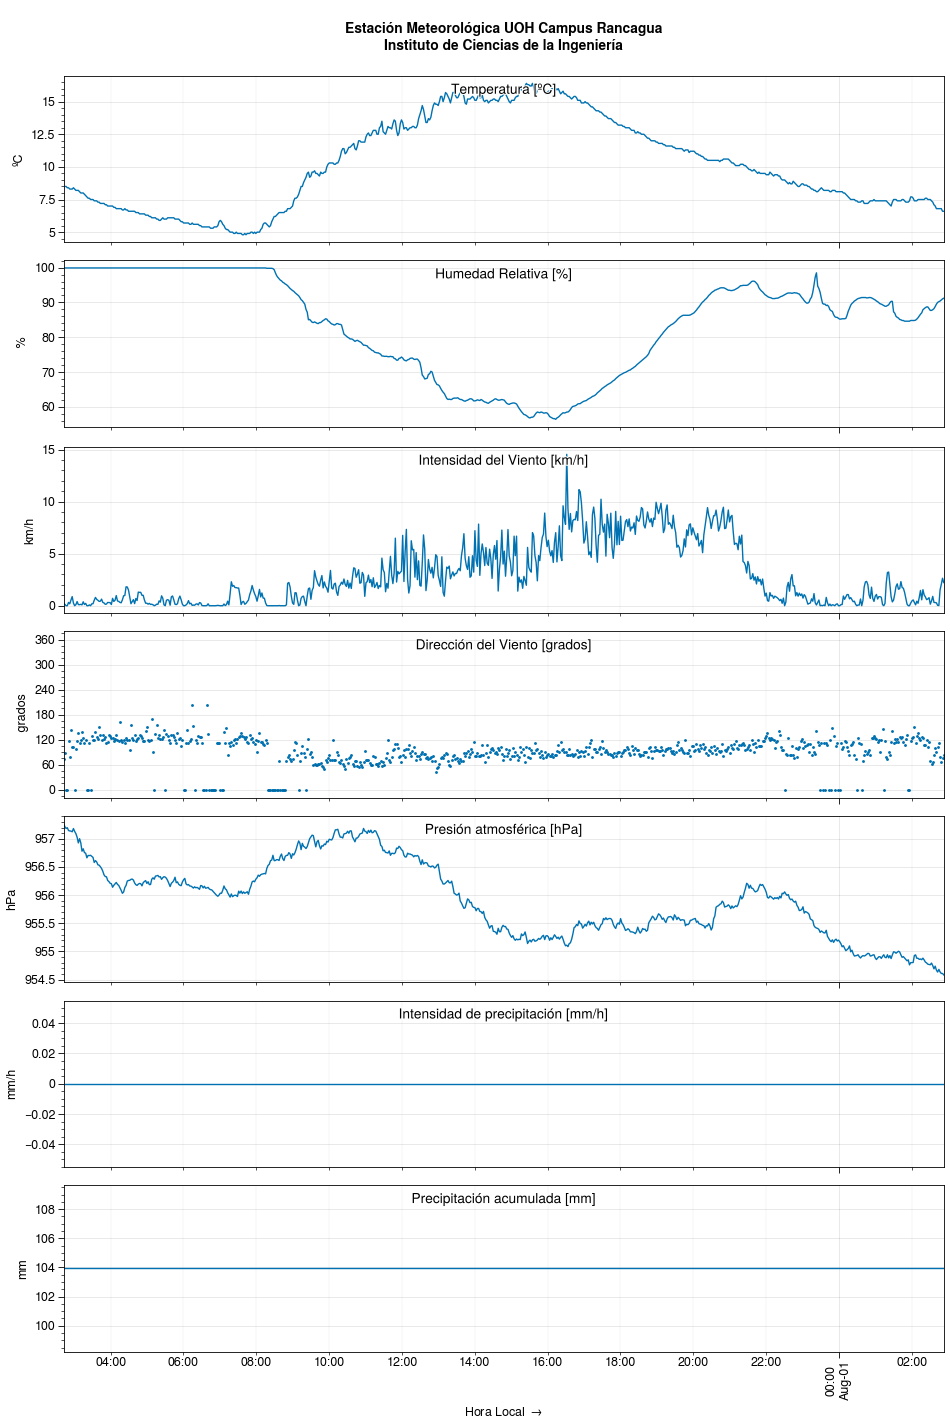 Estación Meteorológica UOH Campus Rancagua
Instituto de Ciencias de la Ingeniería
Temperatura [ºC]
15
12.5
10
7.5
5
ºC
Humedad Relativa [%]
100
90
80
70
60
%
Intensidad del Viento [km/h]
15
10
5
0
km/h
Dirección del Viento [grados]
360
300
240
180
120
60
0
grados
Presión atmosférica [hPa]
957
956.5
956
955.5
955
954.5
hPa
Intensidad de precipitación [mm/h]
0.04
0.02
0
−0.02
−0.04
mm/h
Precipitación acumulada [mm]
108
106
104
102
100
mm
04:00 06:00 08:00 10:00 12:00 14:00 16:00 18:00 20:00 22:00 00:00 02:00
Aug-01
Hora Local →